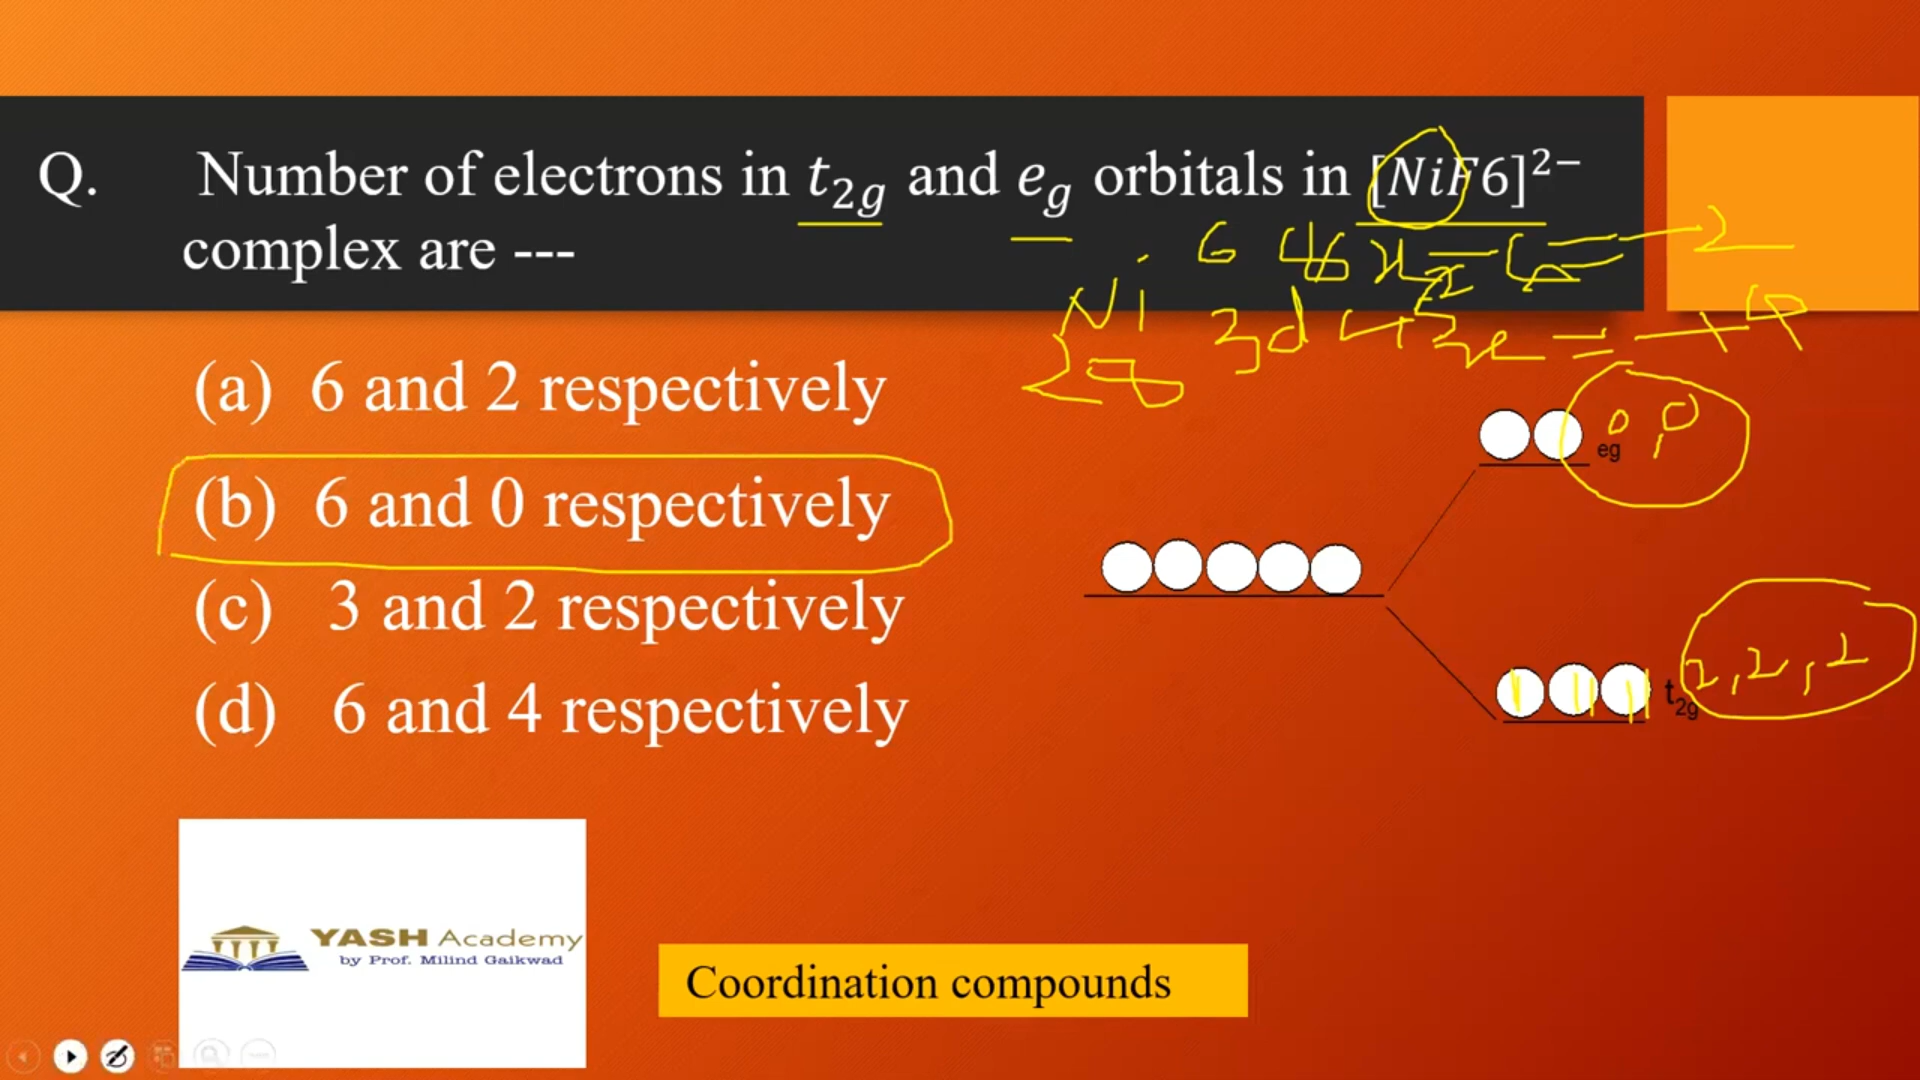 Q. Number of electrons in t₂g and eg orbitals in [NiF6]²⁻
complex are ---
Ni
28
(a) 6 and 2 respectively
(b) 6 and 0 respectively
(c) 3 and 2 respectively
(d) 6 and 4 respectively
eg 0,0
t₂g 2,2,2
YASH Academy
by Prof. Milind Gaikwad
Coordination compounds